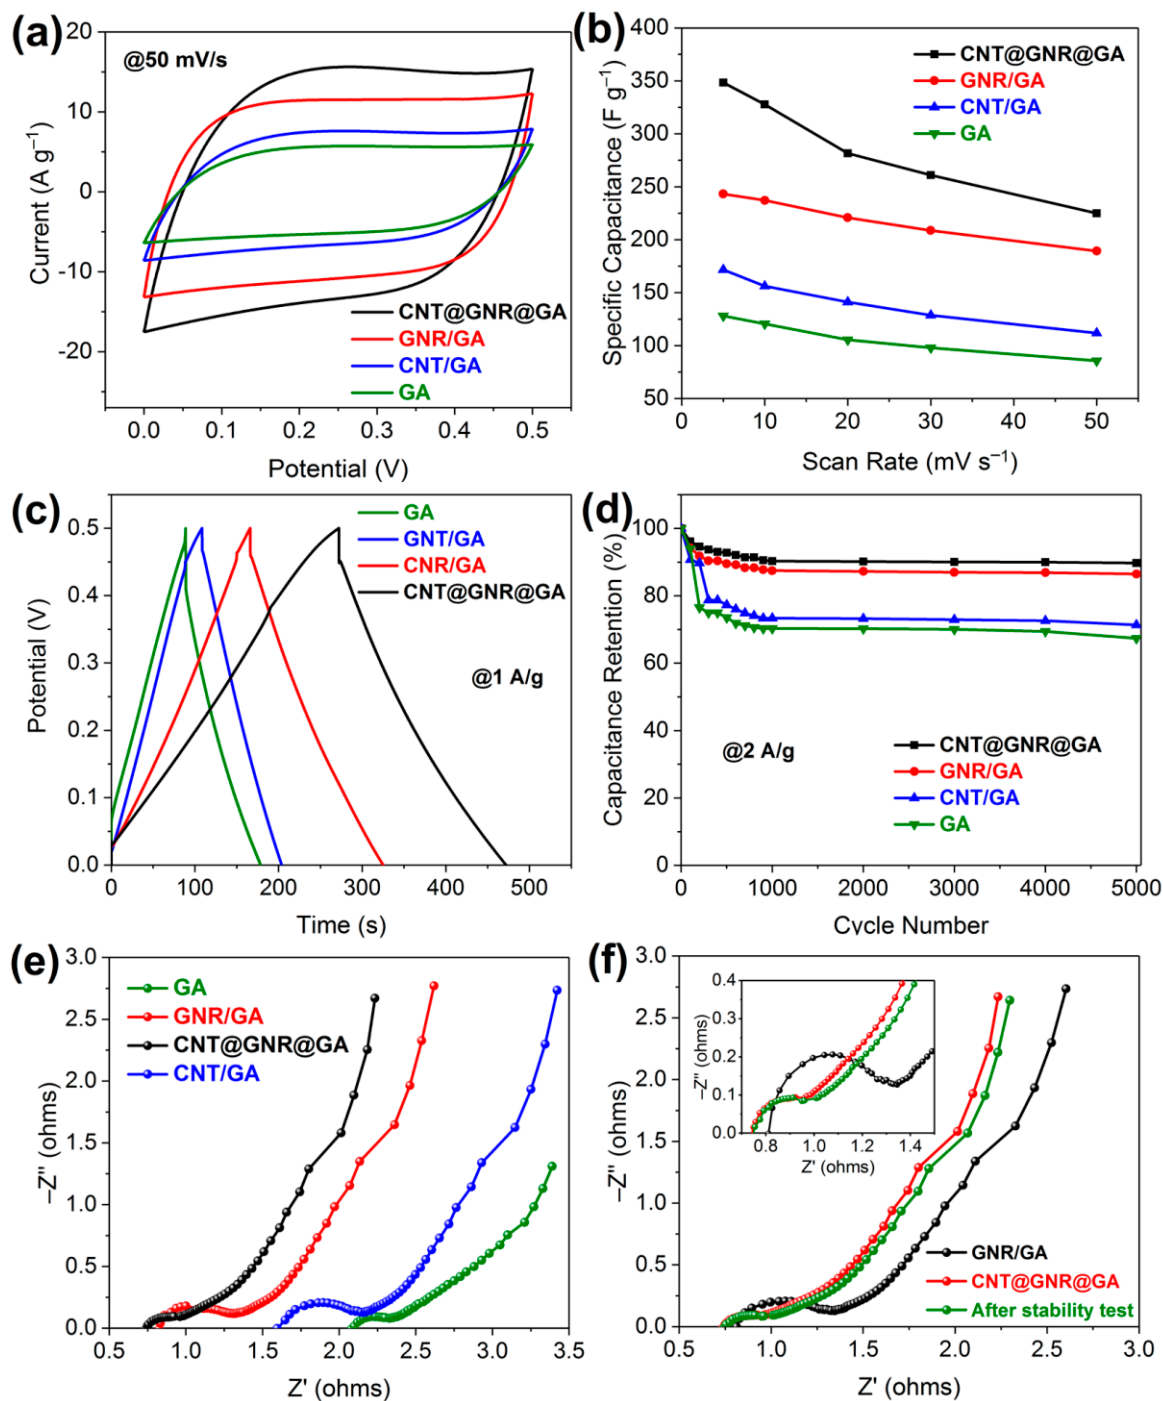 (a)
@50 mV/s
Current (A g⁻¹)
20
10
0
-10
-20
0.0 0.1 0.2 0.3 0.4 0.5
Potential (V)
CNT@GNR@GA
GNR/GA
CNT/GA
GA
(b)
Specific Capacitance (F g⁻¹)
400
350
300
250
200
150
100
50
0 10 20 30 40 50
Scan Rate (mV s⁻¹)
CNT@GNR@GA
GNR/GA
CNT/GA
GA
(c)
Potential (V)
0.5
0.4
0.3
0.2
0.1
0.0
0 100 200 300 400 500
Time (s)
GA
GNT/GA
CNR/GA
CNT@GNR@GA
@1 A/g
(d)
Capacitance Retention (%)
100
80
60
40
20
0
0 1000 2000 3000 4000 5000
Cycle Number
@2 A/g
CNT@GNR@GA
GNR/GA
CNT/GA
GA
(e)
–Z" (ohms)
3.0
2.5
2.0
1.5
1.0
0.5
0.0
0.5 1.0 1.5 2.0 2.5 3.0 3.5
Z' (ohms)
GA
GNR/GA
CNT@GNR@GA
CNT/GA
(f)
–Z" (ohms)
3.0
2.5
2.0
1.5
1.0
0.5
0.0
0.5 1.0 1.5 2.0 2.5 3.0
Z' (ohms)
–Z" (ohms)
0.4
0.3
0.2
0.1
0.0
0.8 1.0 1.2 1.4
Z' (ohms)
GNR/GA
CNT@GNR@GA
After stability test